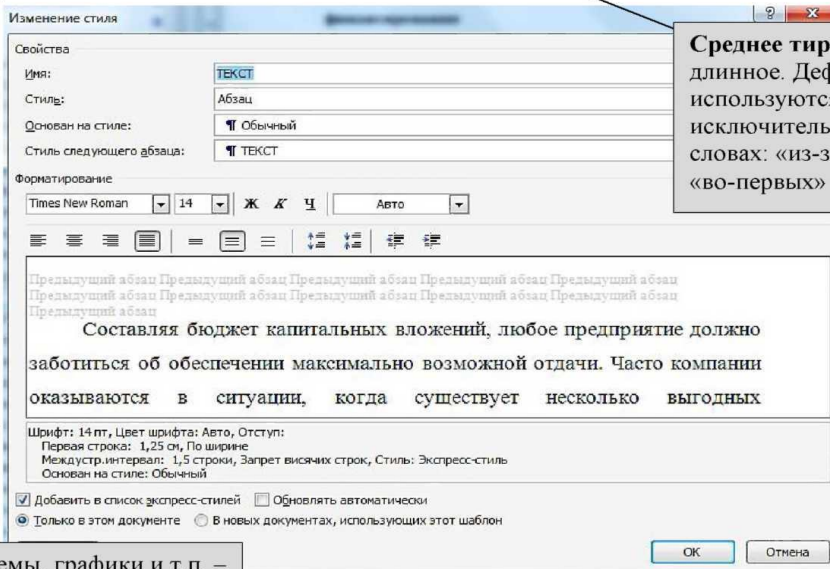 Изменение стиля
Свойства
Имя:
ТЕКСТ
Стиль:
Абзац
Основан на стиле:
¶ Обычный
Стиль следующего абзаца:
¶ ТЕКСТ
Форматирование
Times New Roman 14 Ж К Ч Авто
Предыдущий абзац Предыдущий абзац Предыдущий абзац Предыдущий абзац Предыдущий абзац
Предыдущий абзац Предыдущий абзац Предыдущий абзац Предыдущий абзац Предыдущий абзац
Предыдущий абзац
Составляя бюджет капитальных вложений, любое предприятие должно
заботиться об обеспечении максимально возможной отдачи. Часто компании
оказываются в ситуации, когда существует несколько выгодных
Шрифт: 14 пт, Цвет шрифта: Авто, Отступ:
Первая строка: 1,25 см, По ширине
Междустр.интервал: 1,5 строки, Запрет висячих строк, Стиль: Экспресс-стиль
Основан на стиле: Обычный
Добавить в список экспресс-стилей Обновлять автоматически
Только в этом документе В новых документах, использующих этот шаблон
ОК Отмена
Среднее тир
длинное. Деф
используютс
исключитель
словах: «из-з
«во-первых»
емы, графики и т.п. –